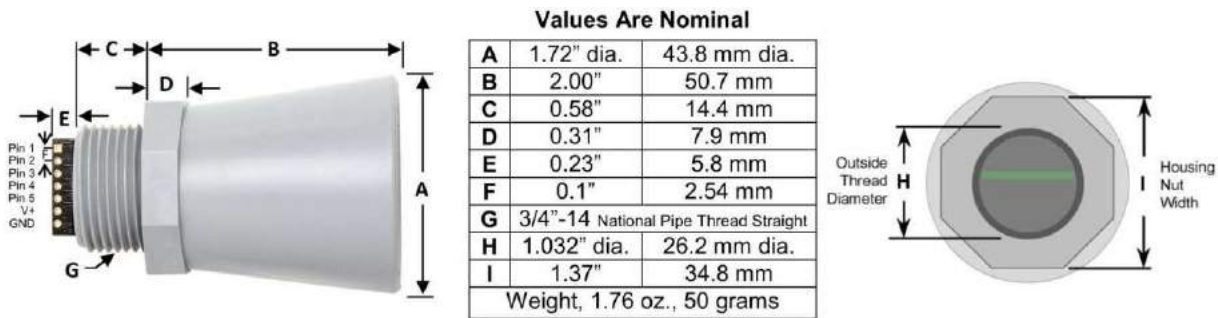 Values Are Nominal
C
B
D
E
F
A
G
Pin 1
Pin 2
Pin 3
Pin 4
Pin 5
V+
GND
A 1.72" dia. 43.8 mm dia.
B 2.00" 50.7 mm
C 0.58" 14.4 mm
D 0.31" 7.9 mm
E 0.23" 5.8 mm
F 0.1" 2.54 mm
G 3/4"-14 National Pipe Thread Straight
H 1.032" dia. 26.2 mm dia.
I 1.37" 34.8 mm
Weight, 1.76 oz., 50 grams
Outside
Thread
Diameter
H
I
Housing
Nut
Width